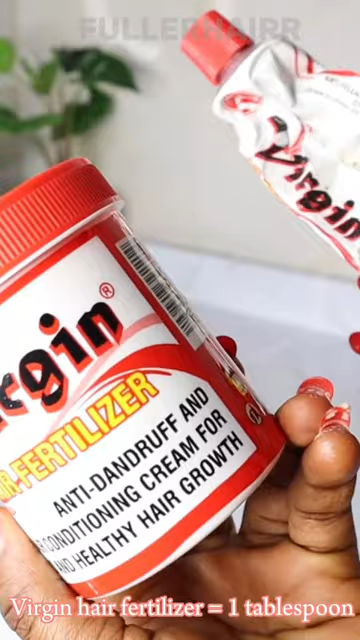 FULLERHAIRR
Virgin
rgin®
FERTILIZER
ANTI-DANDRUFF AND
CONDITIONING CREAM FOR
AND HEALTHY HAIR GROWTH
Virgin hair fertilizer = 1 tablespoon